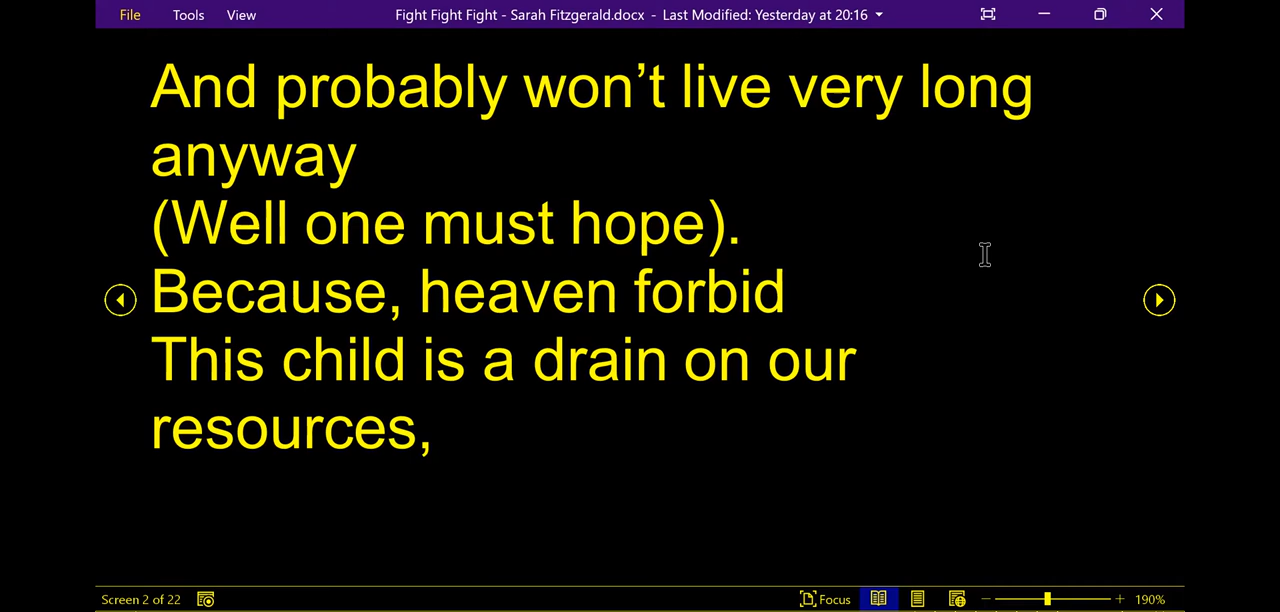 File Tools View Fight Fight Fight - Sarah Fitzgerald.docx - Last Modified: Yesterday at 20:16
And probably won’t live very long
anyway
(Well one must hope).
Because, heaven forbid
This child is a drain on our
resources,
Screen 2 of 22 Focus 190%